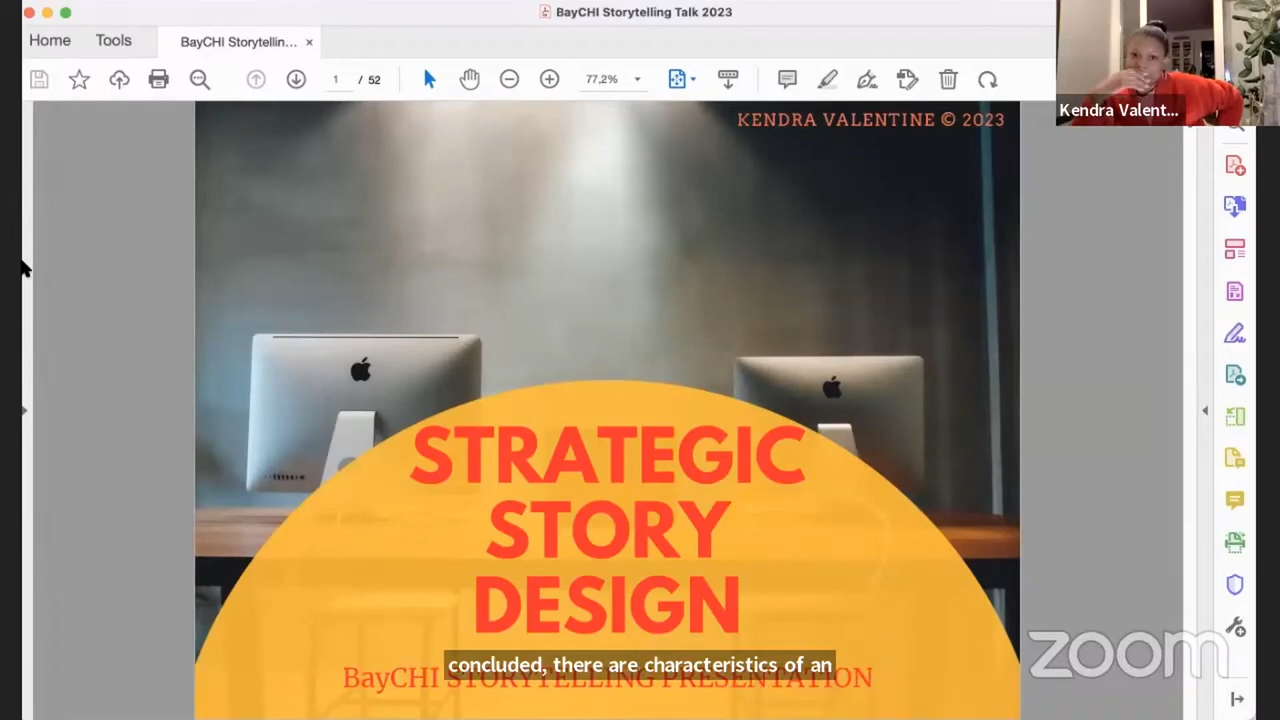 BayCHI Storytelling Talk 2023
Home
Tools
BayCHI Storytellin...
1 / 52
77,2%
KENDRA VALENTINE © 2023
Kendra Valent...
STRATEGIC
STORY
DESIGN
concluded, there are characteristics of an
BayCHI STORYTELLING PRESENTATION
zoom